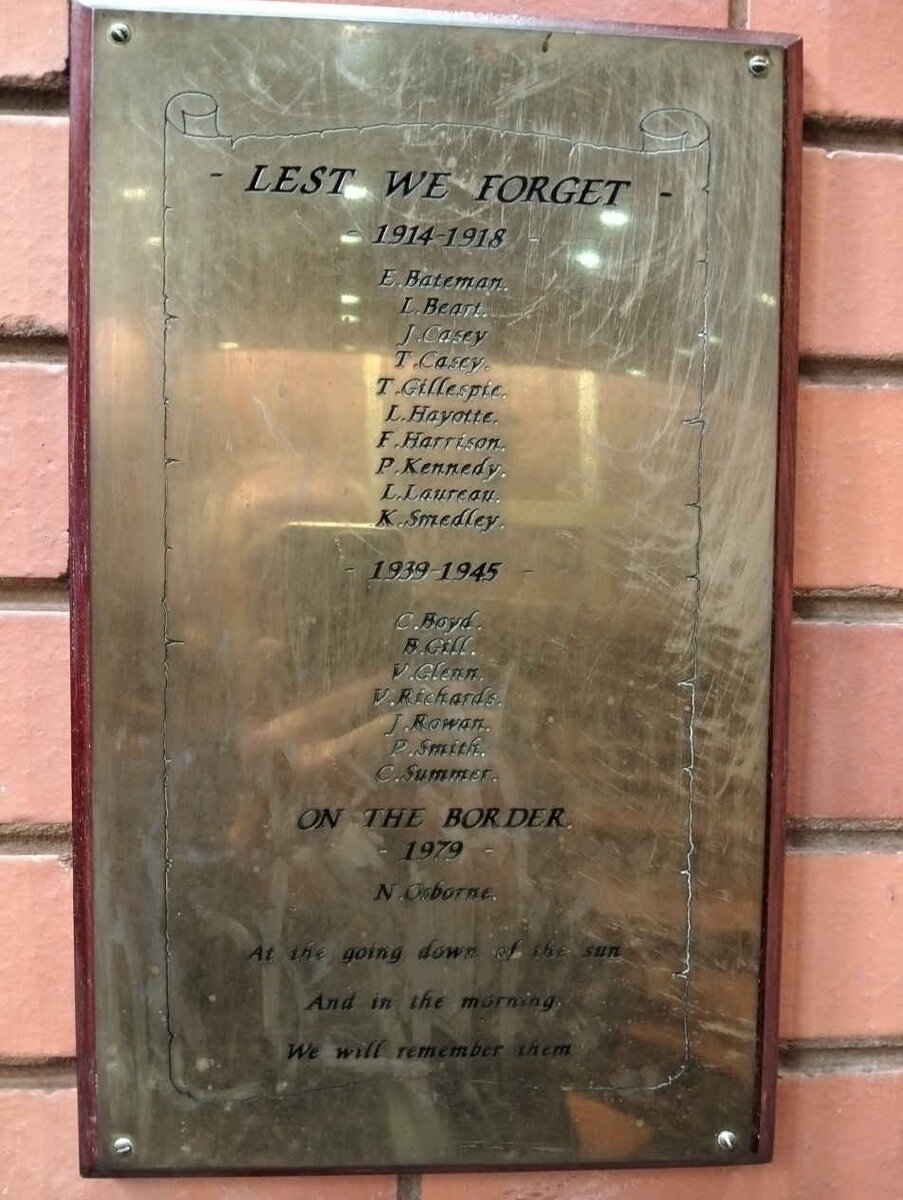 - LEST WE FORGET -
- 1914-1918 -
E.Bateman.
L.Beart.
J.Casey
T.Casey.
T.Gillespie.
L.Hayotte.
F.Harrison.
P.Kennedy.
L.Laureau.
K.Smedley.
- 1939-1945 -
C.Boyd.
B.Gill.
V.Glenn.
V.Richards.
J.Rowan.
P.Smith.
C.Summer.
ON THE BORDER.
- 1979 -
N.Osborne.
At the going down of the sun
And in the morning
We will remember them